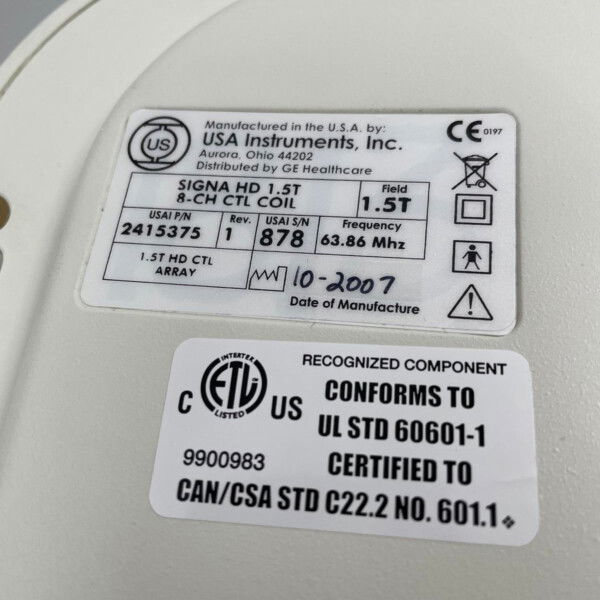 US
Manufactured in the U.S.A. by:
USA Instruments, Inc.
Aurora, Ohio 44202
Distributed by GE Healthcare
CE 0197
SIGNA HD 1.5T
8-CH CTL COIL
Field
1.5T
USAI P/N
2415375
Rev.
1
USAI S/N
878
Frequency
63.86 Mhz
1.5T HD CTL
ARRAY
10-2007
Date of Manufacture
INTERTEK
ETL
LISTED
C US
9900983
RECOGNIZED COMPONENT
CONFORMS TO
UL STD 60601-1
CERTIFIED TO
CAN/CSA STD C22.2 NO. 601.1